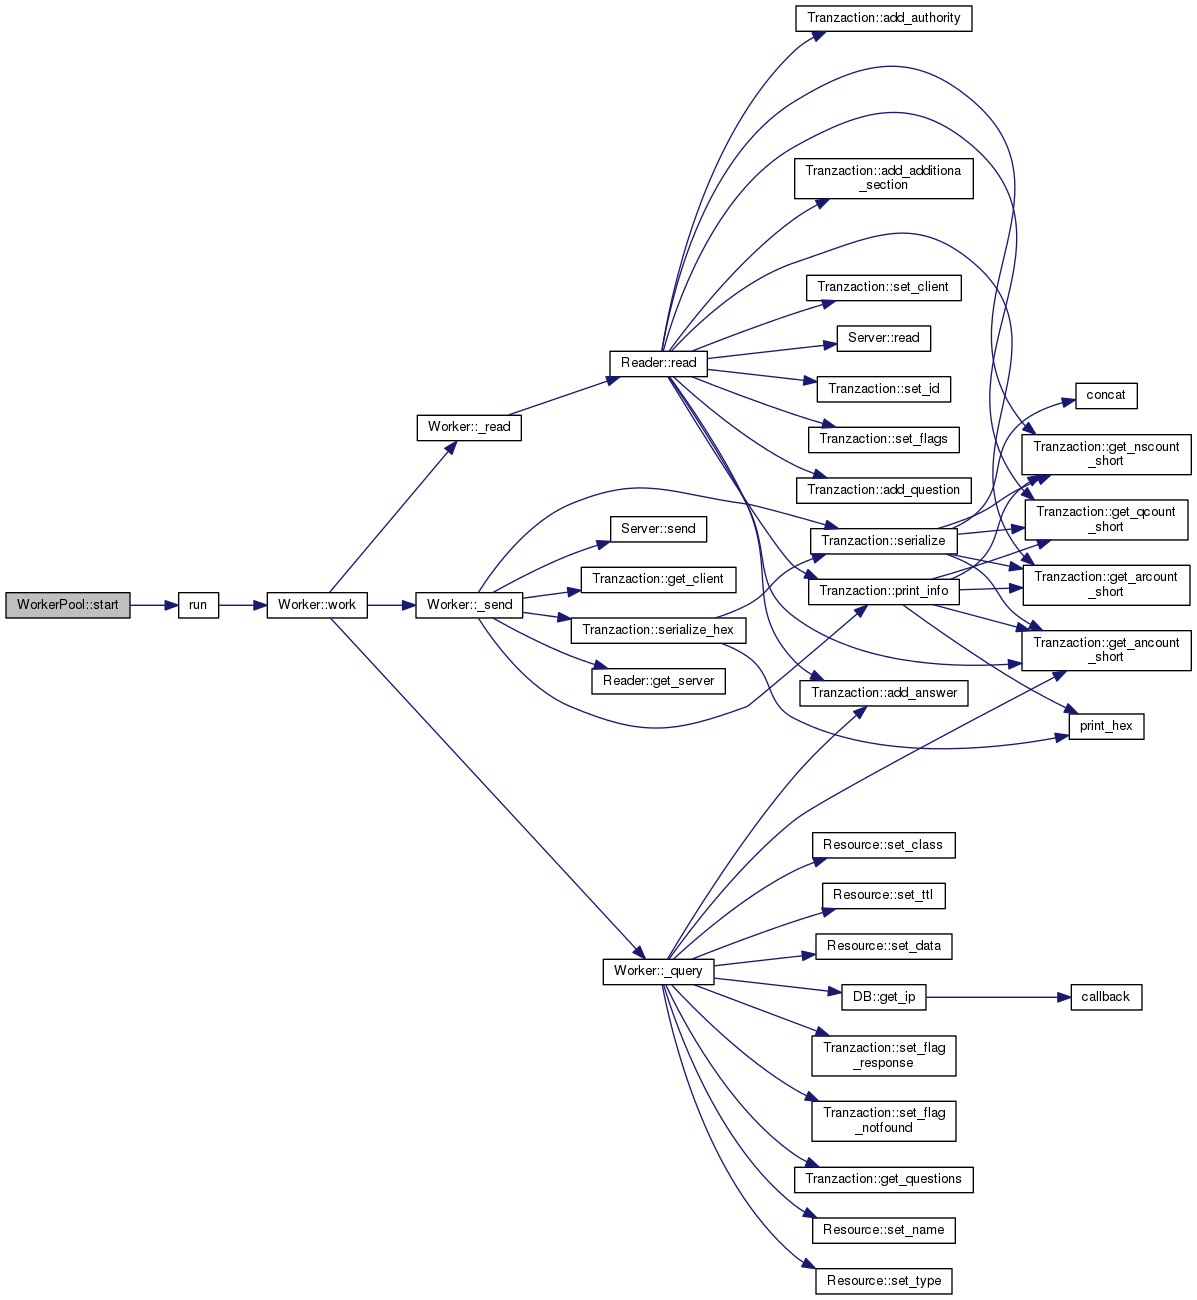 Tranzaction::add_authority
Tranzaction::add_additiona
_section
Tranzaction::set_client
Server::read
Reader::read
Tranzaction::set_id
concat
Worker::_read
Tranzaction::set_flags
Tranzaction::get_nscount
_short
Tranzaction::add_question
Tranzaction::get_qcount
_short
Server::send
Tranzaction::serialize
Tranzaction::get_client
Tranzaction::get_arcount
_short
Tranzaction::print_info
WorkerPool::start
run
Worker::work
Worker::_send
Tranzaction::serialize_hex
Tranzaction::get_ancount
_short
Reader::get_server
Tranzaction::add_answer
print_hex
Resource::set_class
Resource::set_ttl
Resource::set_data
Worker::_query
DB::get_ip
callback
Tranzaction::set_flag
_response
Tranzaction::set_flag
_notfound
Tranzaction::get_questions
Resource::set_name
Resource::set_type